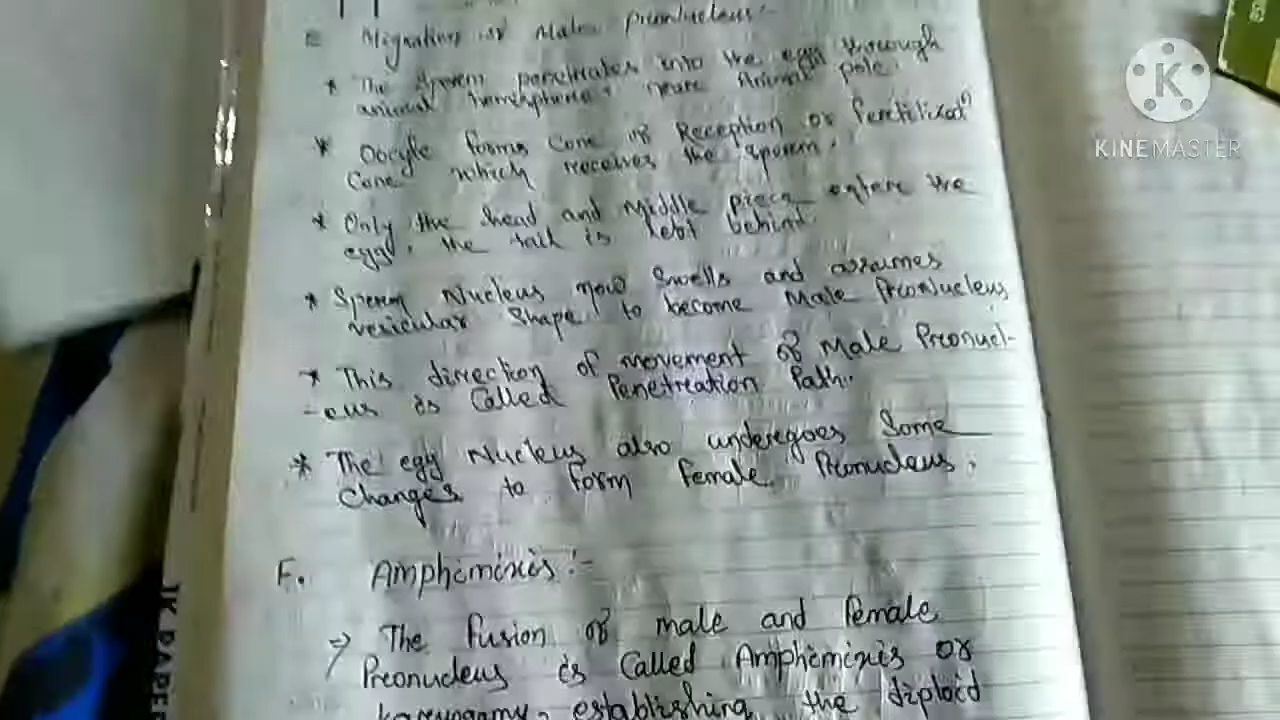 E Migration of Male Pronucleus:-
* The Sperm penetrates into the egg through
animal hemisphere, near Animal pole.
* Oocyte forms Cone of Reception or fertilizatn
Cone which receives the sperm.
* Only the head and Middle piece enters the
egg, the tail is left behind.
* Sperm Nucleus now Swells and assumes
vesicular Shape to become Male Pronucleus
* This direction of movement of Male Pronucl-
-eus is Called Penetration Path.
* The egg Nucleus also undergoes Some
Changes to form Female Pronucleus.
F. Amphimixis:-
→ The fusion of male and female
Pronucleus is Called Amphimixis or
karyogamy, establishing the diploid
K
KINEMASTER
JK PAPER